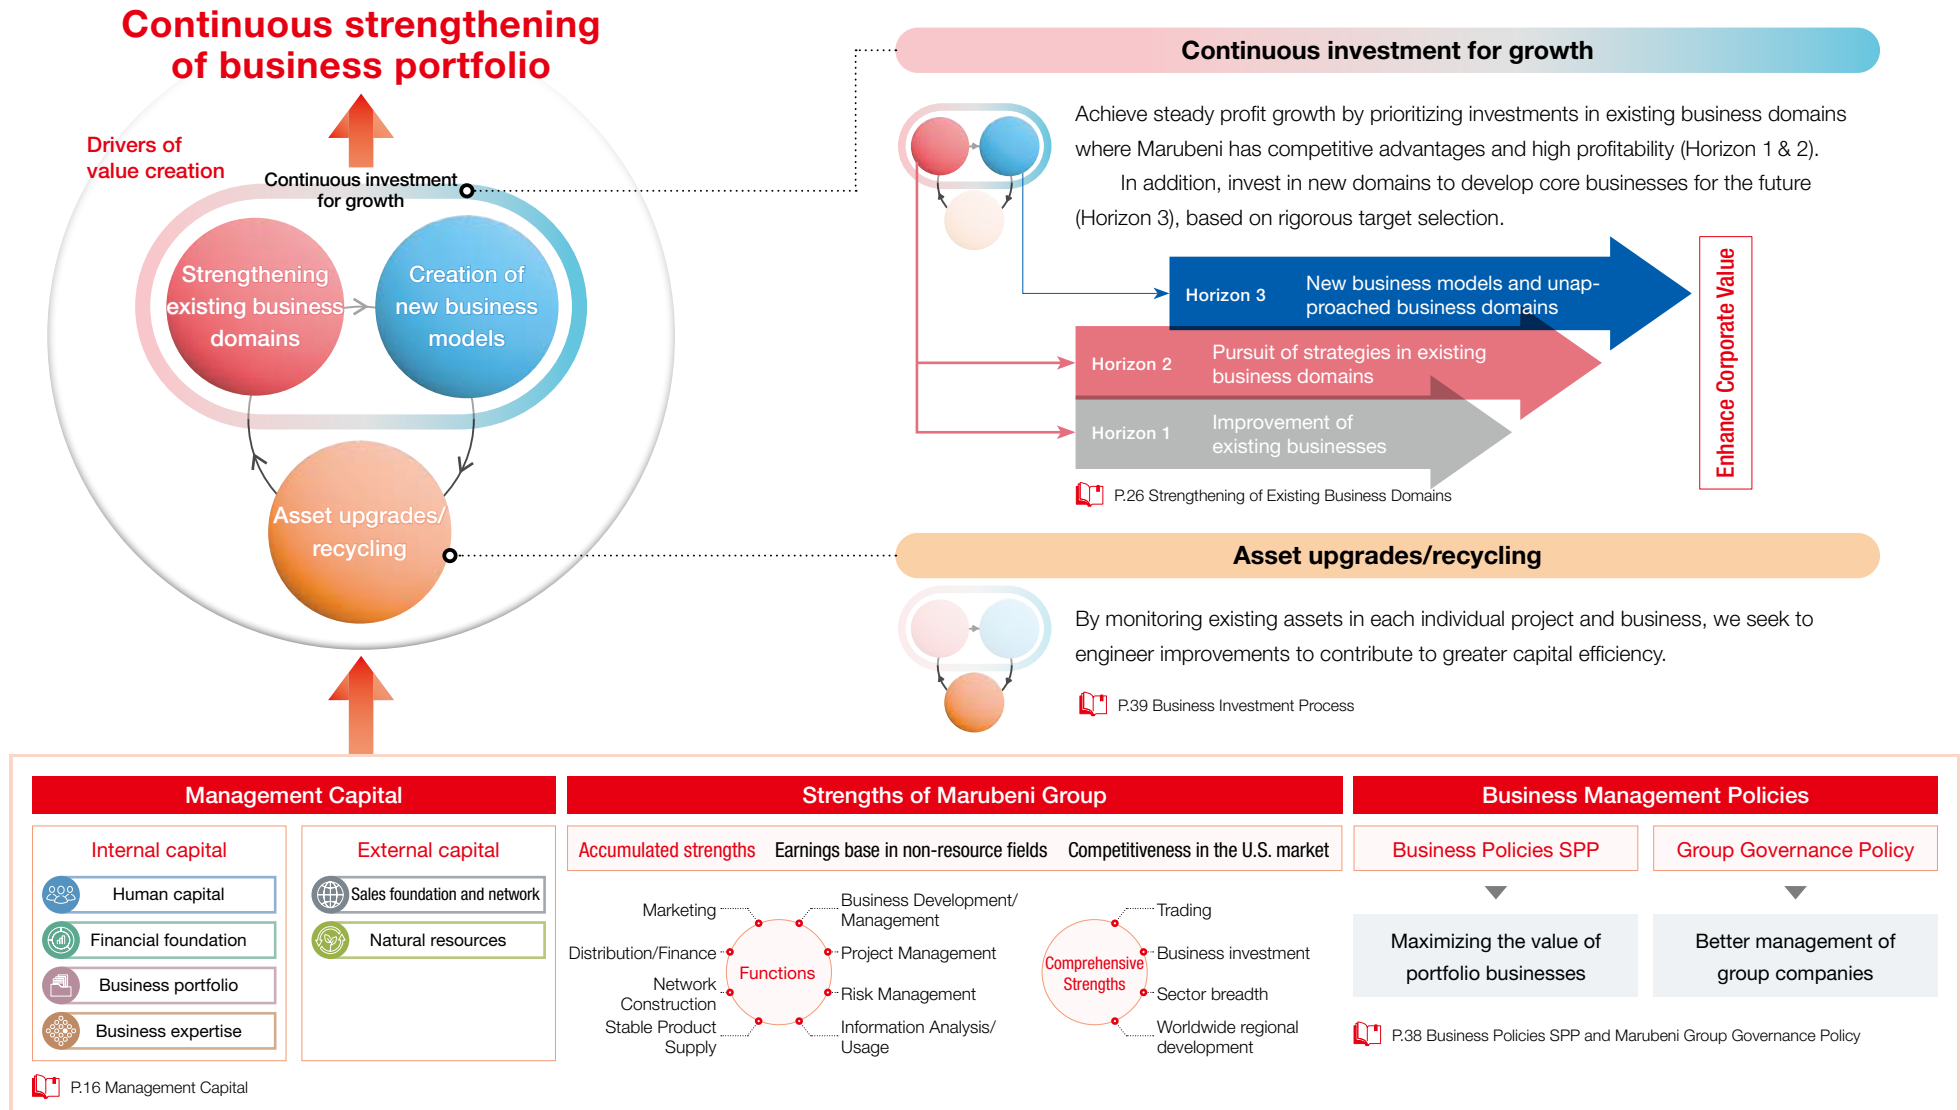 Continuous strengthening
of business portfolio
Drivers of
value creation
Continuous investment
for growth
Strengthening
existing business
domains
Creation of
new business
models
Asset upgrades/
recycling
Continuous investment for growth
Achieve steady profit growth by prioritizing investments in existing business domains
where Marubeni has competitive advantages and high profitability (Horizon 1 & 2).
In addition, invest in new domains to develop core businesses for the future
(Horizon 3), based on rigorous target selection.
Horizon 3
New business models and unap-
proached business domains
Horizon 2
Pursuit of strategies in existing
business domains
Horizon 1
Improvement of
existing businesses
Enhance Corporate Value
P.26 Strengthening of Existing Business Domains
Asset upgrades/recycling
By monitoring existing assets in each individual project and business, we seek to
engineer improvements to contribute to greater capital efficiency.
P.39 Business Investment Process
Management Capital
Internal capital
Human capital
Financial foundation
Business portfolio
Business expertise
External capital
Sales foundation and network
Natural resources
P.16 Management Capital
Strengths of Marubeni Group
Accumulated strengths
Earnings base in non-resource fields
Competitiveness in the U.S. market
Functions
Marketing
Distribution/Finance
Network
Construction
Stable Product
Supply
Business Development/
Management
Project Management
Risk Management
Information Analysis/
Usage
Comprehensive
Strengths
Trading
Business investment
Sector breadth
Worldwide regional
development
Business Management Policies
Business Policies SPP
Maximizing the value of
portfolio businesses
Group Governance Policy
Better management of
group companies
P.38 Business Policies SPP and Marubeni Group Governance Policy